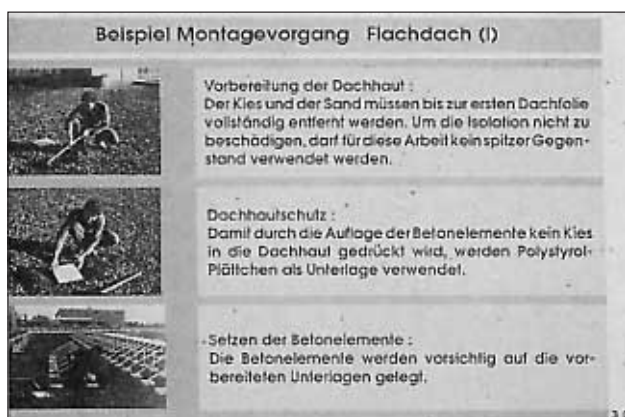 Beispiel Montagevorgang Flachdach (I)
Vorbereitung der Dachhaut :
Der Kies und der Sand müssen bis zur ersten Dachfolie
vollständig entfernt werden. Um die Isolation nicht zu
beschädigen, darf für diese Arbeit kein spitzer Gegen-
stand verwendet werden.
Dachhautschutz :
Damit durch die Auflage der Betonelemente kein Kies
in die Dachhaut gedrückt wird, werden Polystyrol-
Plättchen als Unterlage verwendet.
Setzen der Betonelemente :
Die Betonelemente werden vorsichtig auf die vor-
bereiteten Unterlagen gelegt.